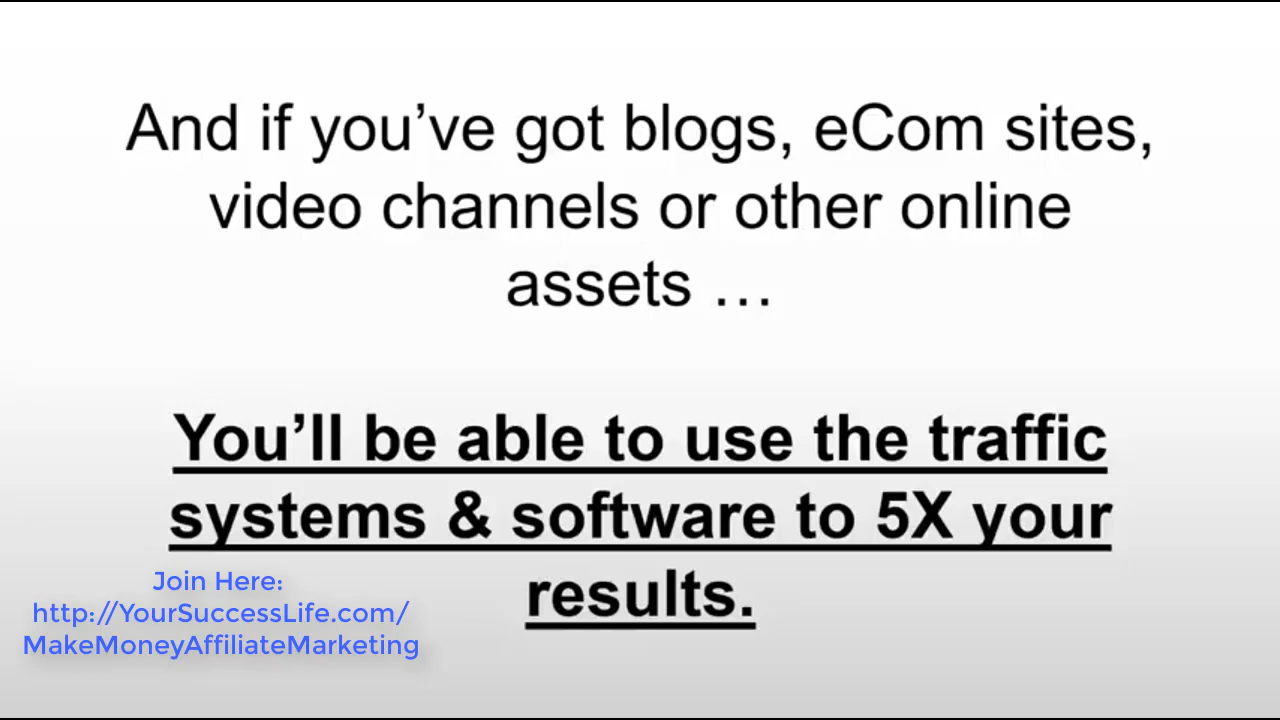 And if you’ve got blogs, eCom sites,
video channels or other online
assets …
You’ll be able to use the traffic
systems & software to 5X your
results.
Join Here:
http://YourSuccessLife.com/
MakeMoneyAffiliateMarketing